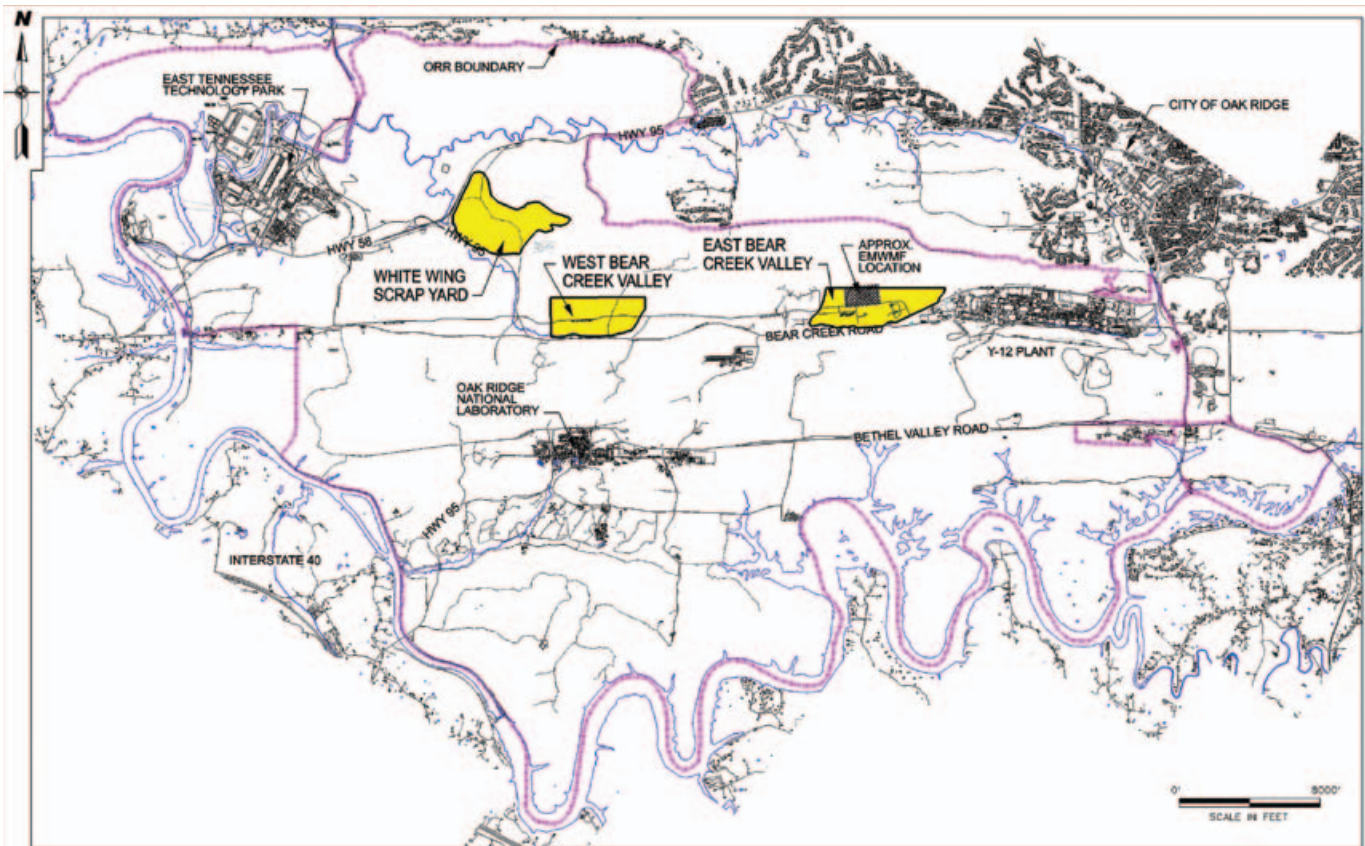 N
ORR BOUNDARY
EAST TENNESSEE
TECHNOLOGY PARK
CITY OF OAK RIDGE
HWY 95
HWY 58
HWY 95
WHITE WING
SCRAP YARD
WEST BEAR
CREEK VALLEY
EAST BEAR
CREEK VALLEY
APPROX.
EMWMF
LOCATION
BEAR CREEK ROAD
Y-12 PLANT
OAK RIDGE
NATIONAL
LABORATORY
BETHEL VALLEY ROAD
HWY 95
INTERSTATE 40
0'
SCALE IN FEET